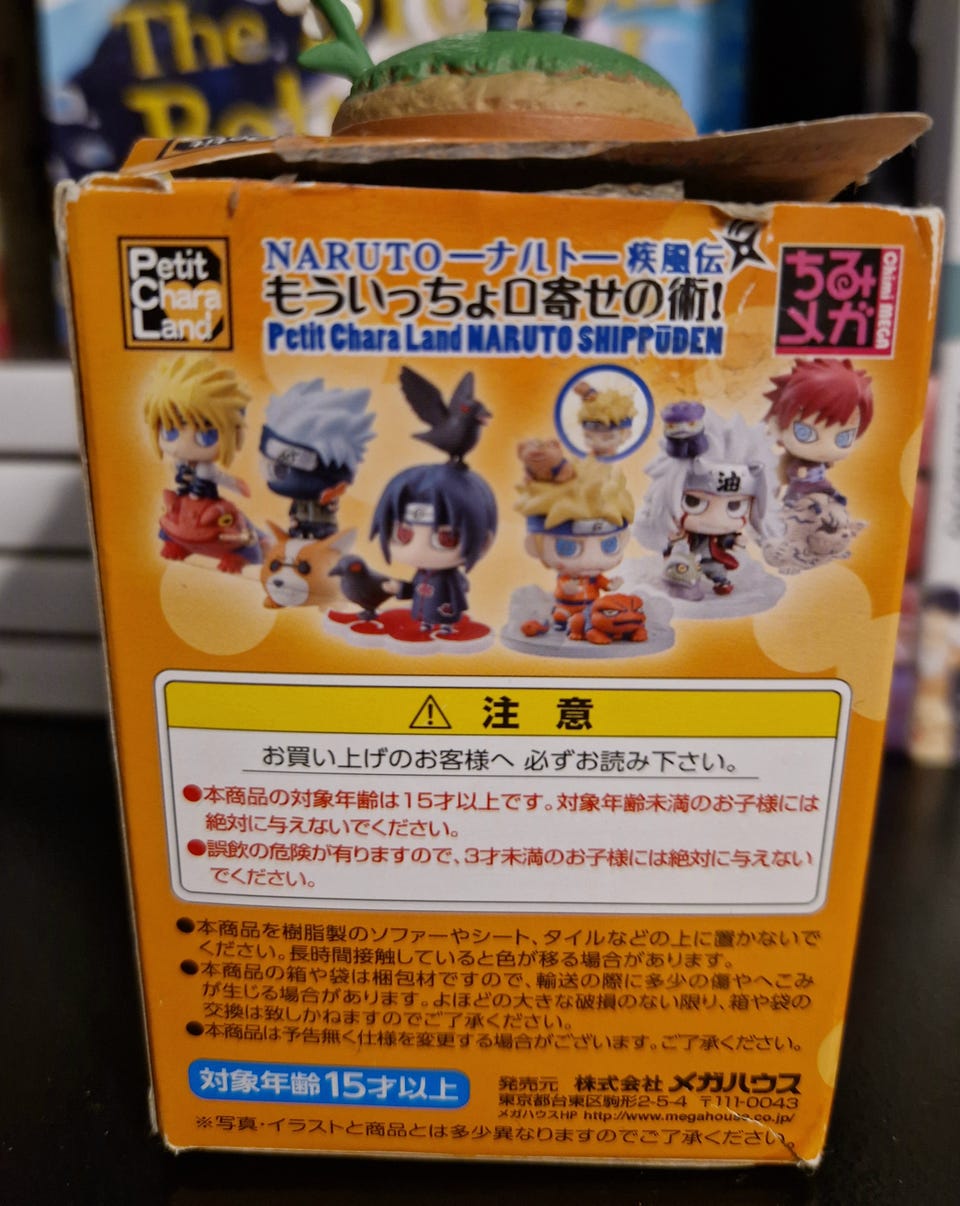 The
Petit
Chara
Land
NARUTO ーナルトー 疾風伝
もういっちょ口寄せの術!
Petit Chara Land NARUTO SHIPPŪDEN
ちるみ
メガ
Chimi MEGA
油
注意
お買い上げのお客様へ 必ずお読み下さい。
●本商品の対象年齢は15才以上です。対象年齢未満のお子様には
絶対に与えないでください。
●誤飲の危険が有りますので、3才未満のお子様には絶対に与えない
でください。
●本商品を樹脂製のソファーやシート、タイルなどの上に置かないで
ください。長時間接触していると色が移る場合があります。
●本商品の箱や袋は梱包材ですので、輸送の際に多少の傷やへこみ
が生じる場合があります。よほどの大きな破損のない限り、箱や袋の
交換は致しかねますのでご了承ください。
●本商品は予告無く仕様を変更する場合がございます。ご了承ください。
対象年齢15才以上
発売元 株式会社 メガハウス
東京都台東区駒形2-5-4 〒111-0043
メガハウスHP http://www.megahouse.co.jp/
※写真・イラストと商品とは多少異なりますのでご了承ください。